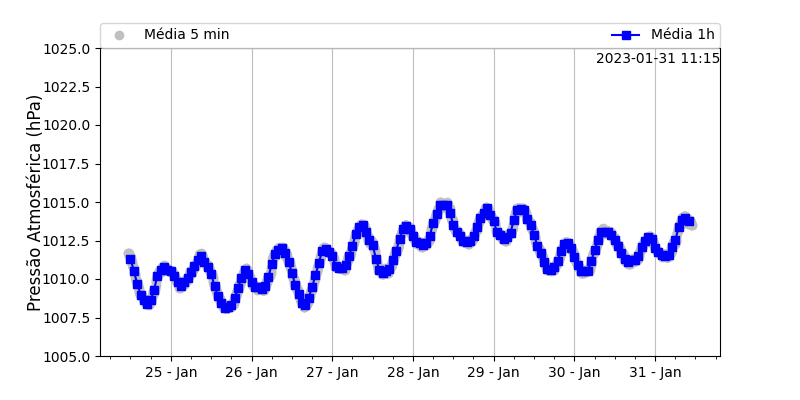 Média 5 min
Média 1h
2023-01-31 11:15
Pressão Atmosférica (hPa)
1025.0
1022.5
1020.0
1017.5
1015.0
1012.5
1010.0
1007.5
1005.0
25 - Jan
26 - Jan
27 - Jan
28 - Jan
29 - Jan
30 - Jan
31 - Jan